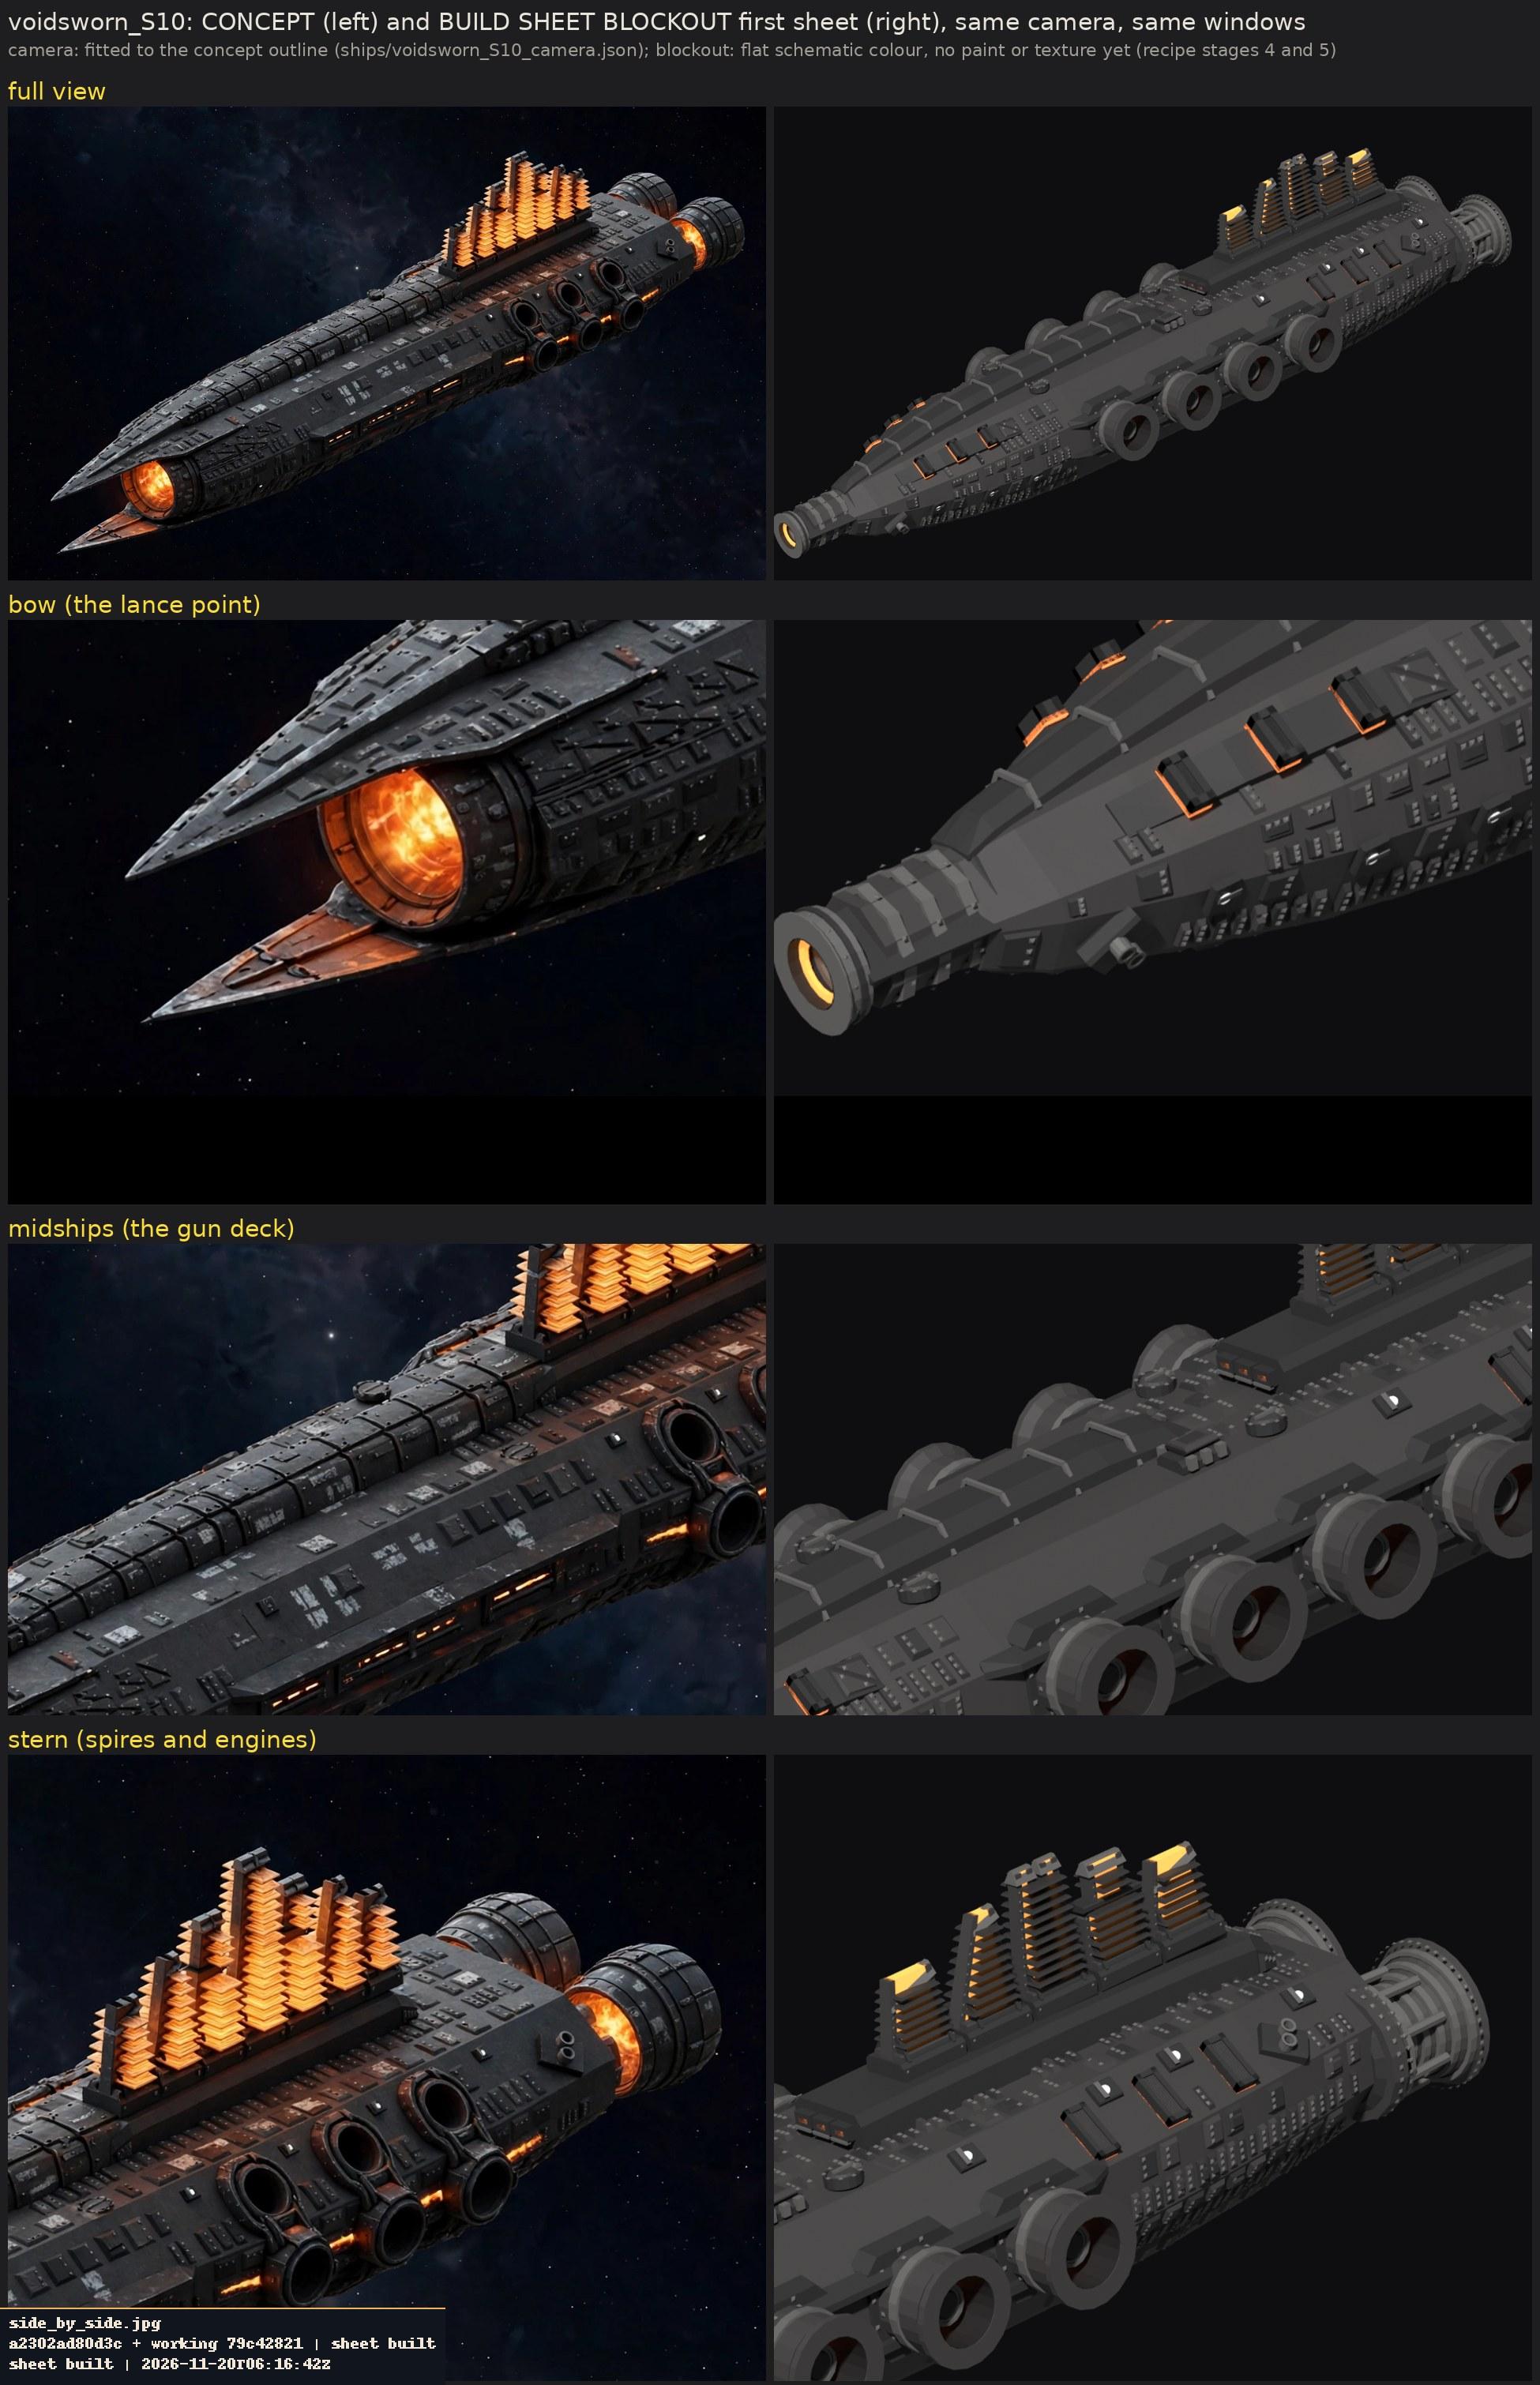 voidsworn_S10: CONCEPT (left) and BUILD SHEET BLOCKOUT first sheet (right), same camera, same windows
camera: fitted to the concept outline (ships/voidsworn_S10_camera.json); blockout: flat schematic colour, no paint or texture yet (recipe stages 4 and 5)
full view
bow (the lance point)
midships (the gun deck)
stern (spires and engines)
side_by_side.jpg
a2302ad80d3c + working 79c42821 | sheet built
sheet built | 2026-11-20T06:16:42Z